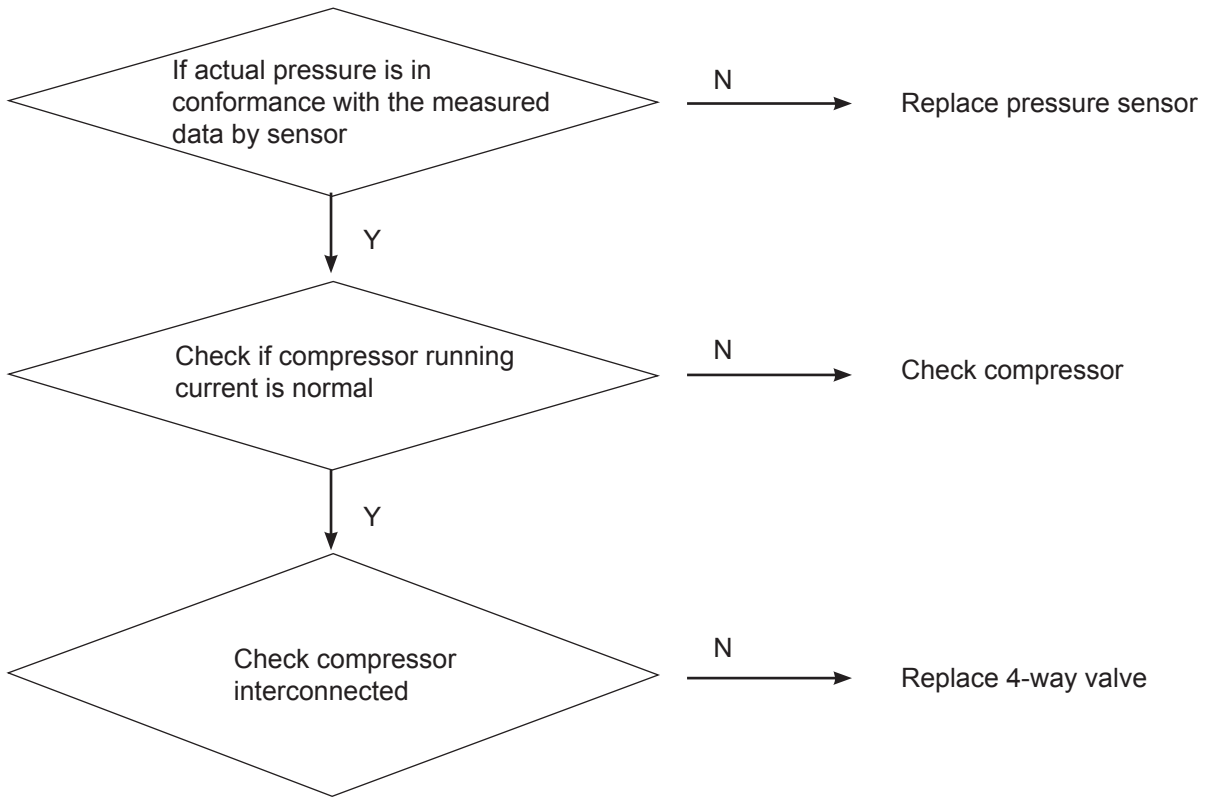 If actual pressure is in
conformance with the measured
data by sensor
N
Replace pressure sensor
Y
Check if compressor running
current is normal
N
Check compressor
Y
Check compressor
interconnected
N
Replace 4-way valve